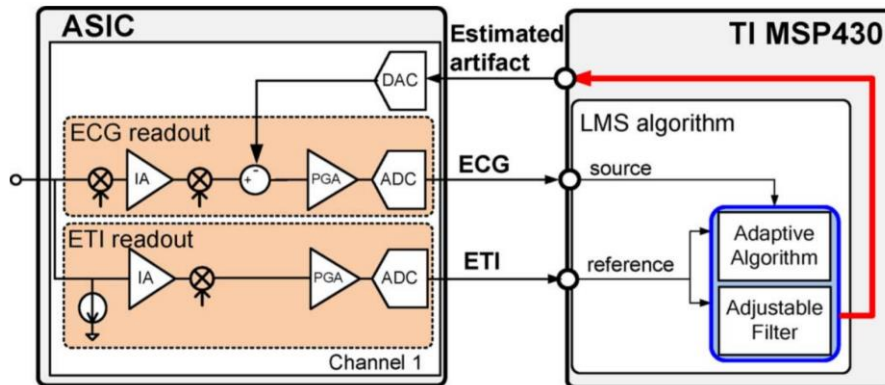 ASIC
TI MSP430
Estimated
artifact
DAC
LMS algorithm
ECG readout
IA
+
-
PGA
ADC
ECG
source
ETI readout
IA
PGA
ADC
ETI
reference
Adaptive
Algorithm
Adjustable
Filter
Channel 1